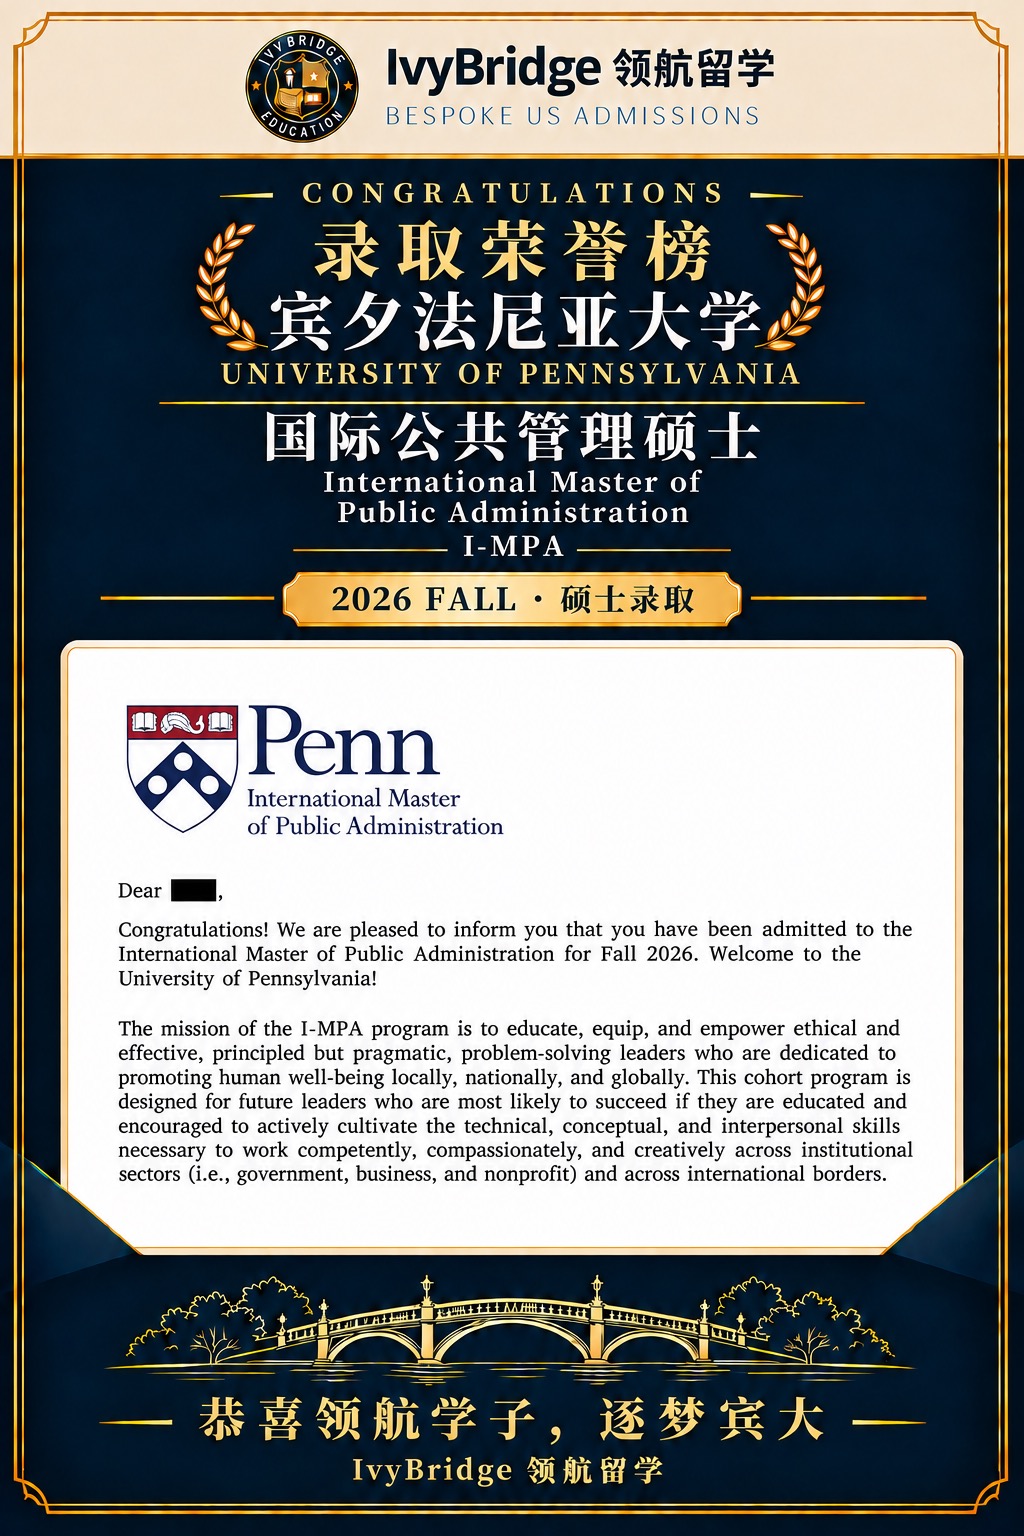 IVYBRIDGE
EDUCATION
IvyBridge 领航留学
BESPOKE US ADMISSIONS
CONGRATULATIONS
录取荣誉榜
宾夕法尼亚大学
UNIVERSITY OF PENNSYLVANIA
国际公共管理硕士
International Master of
Public Administration
I-MPA
2026 FALL · 硕士录取
Penn
International Master
of Public Administration
Dear ,
Congratulations! We are pleased to inform you that you have been admitted to the
International Master of Public Administration for Fall 2026. Welcome to the
University of Pennsylvania!
The mission of the I-MPA program is to educate, equip, and empower ethical and
effective, principled but pragmatic, problem-solving leaders who are dedicated to
promoting human well-being locally, nationally, and globally. This cohort program is
designed for future leaders who are most likely to succeed if they are educated and
encouraged to actively cultivate the technical, conceptual, and interpersonal skills
necessary to work competently, compassionately, and creatively across institutional
sectors (i.e., government, business, and nonprofit) and across international borders.
恭喜领航学子，逐梦宾大
IvyBridge 领航留学